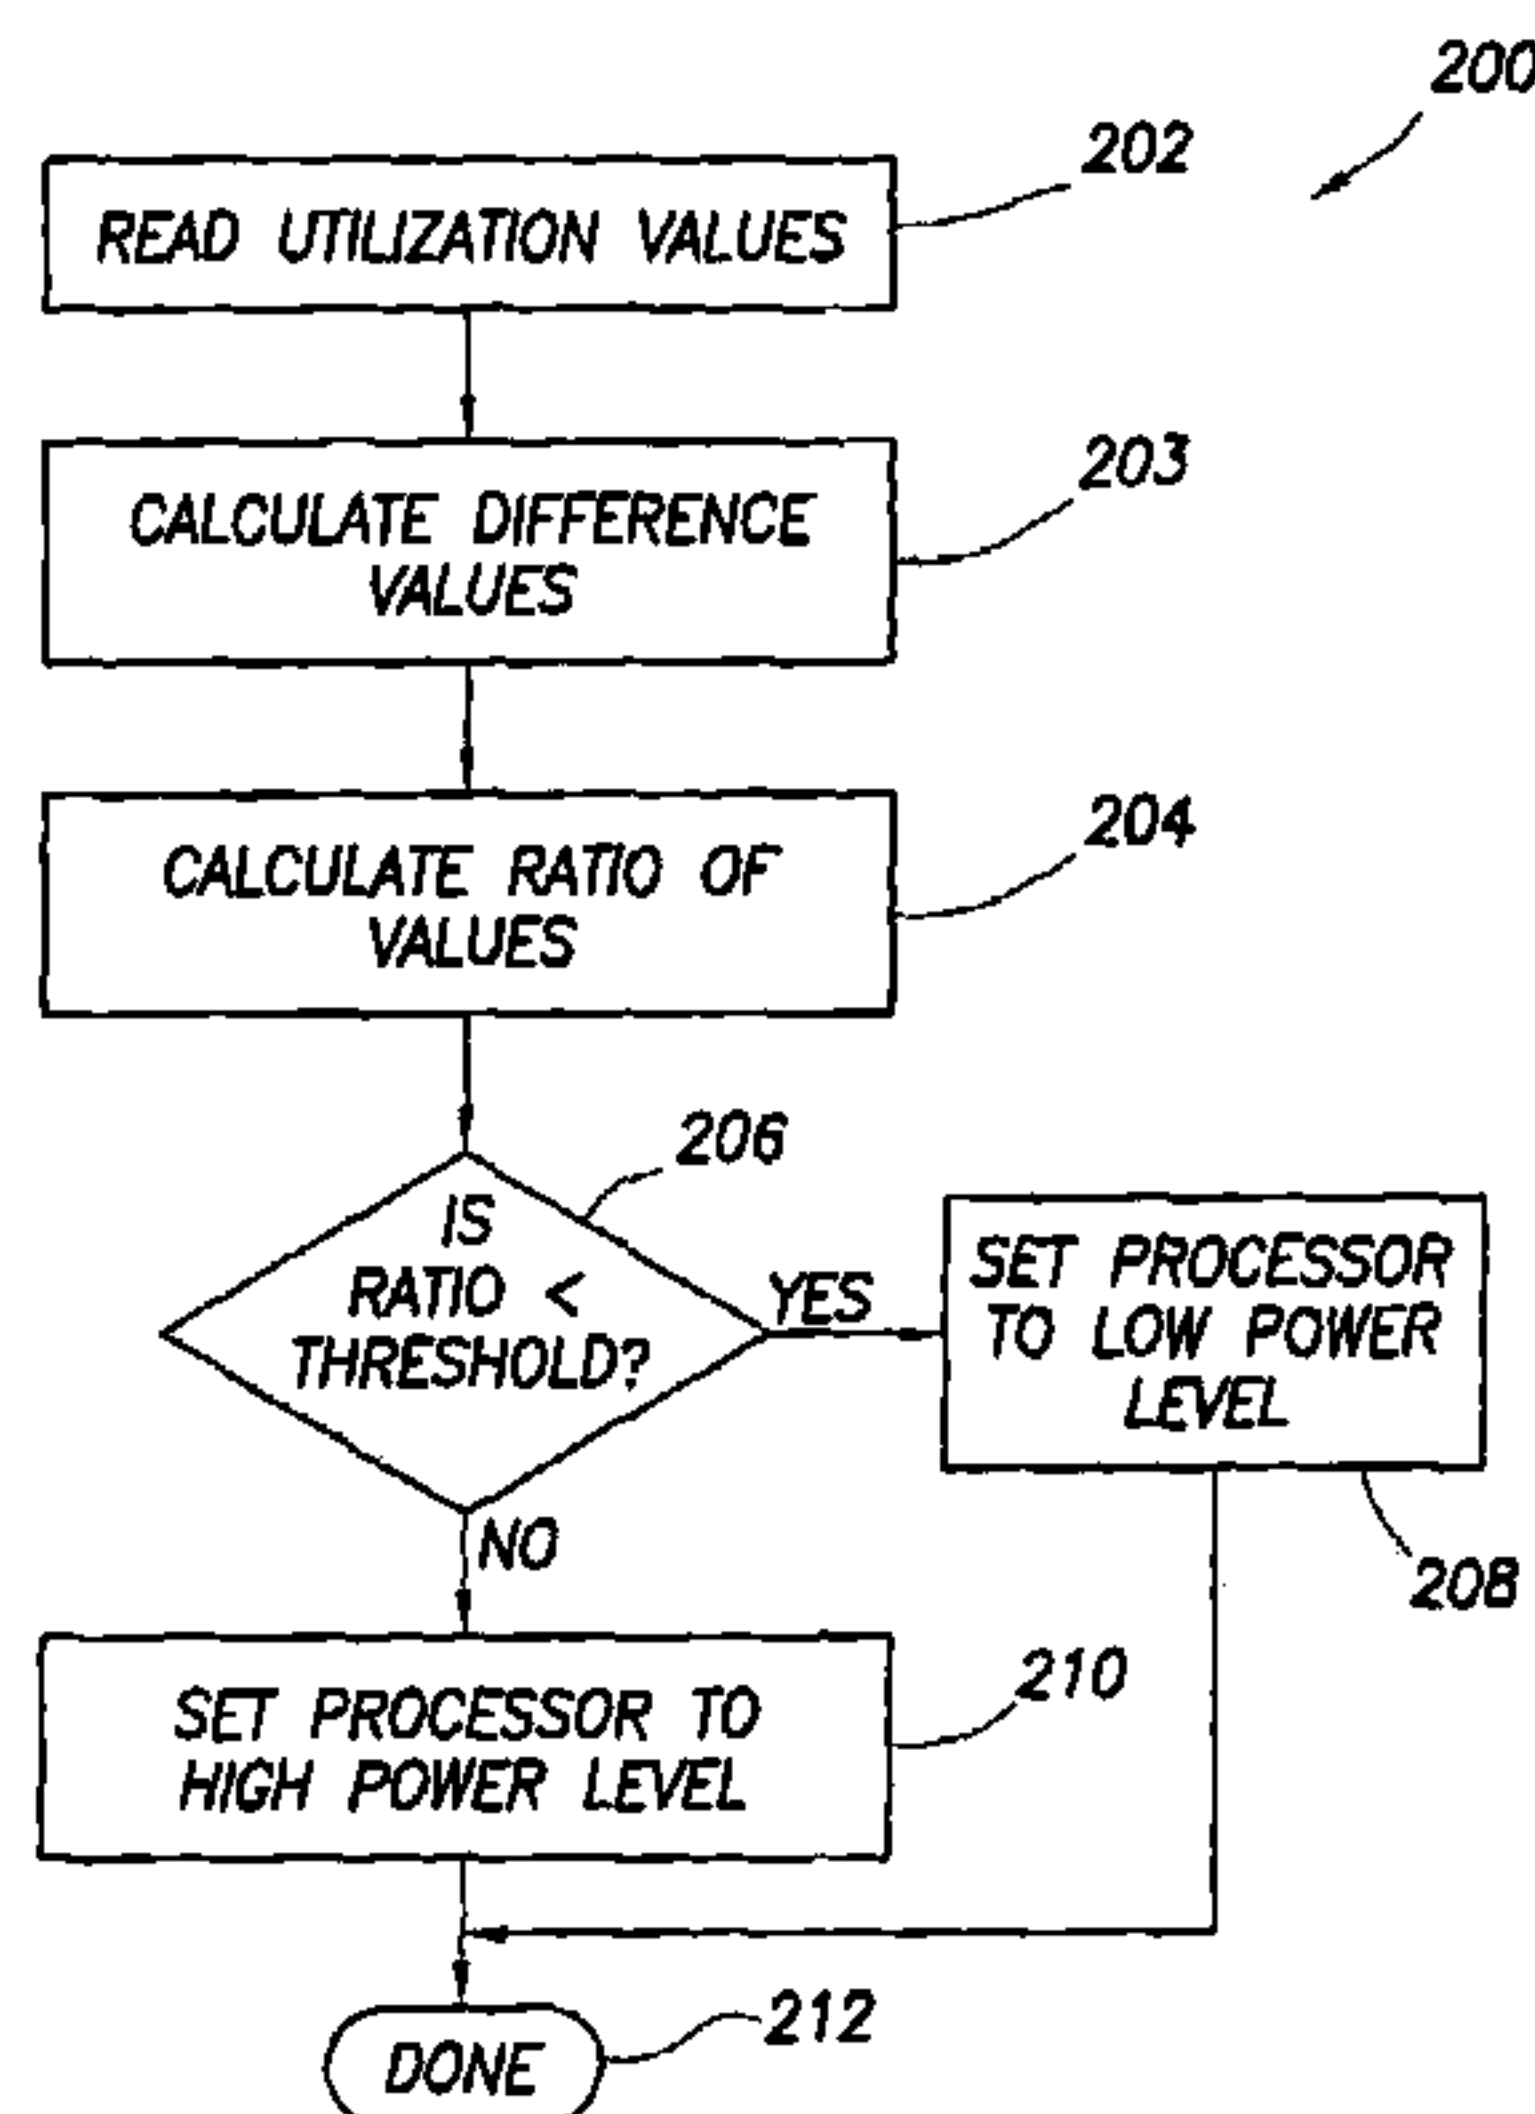 200
202
READ UTILIZATION VALUES
203
CALCULATE DIFFERENCE
VALUES
204
CALCULATE RATIO OF
VALUES
206
IS
RATIO <
THRESHOLD?
YES
SET PROCESSOR
TO LOW POWER
LEVEL
NO
208
210
SET PROCESSOR TO
HIGH POWER LEVEL
212
DONE